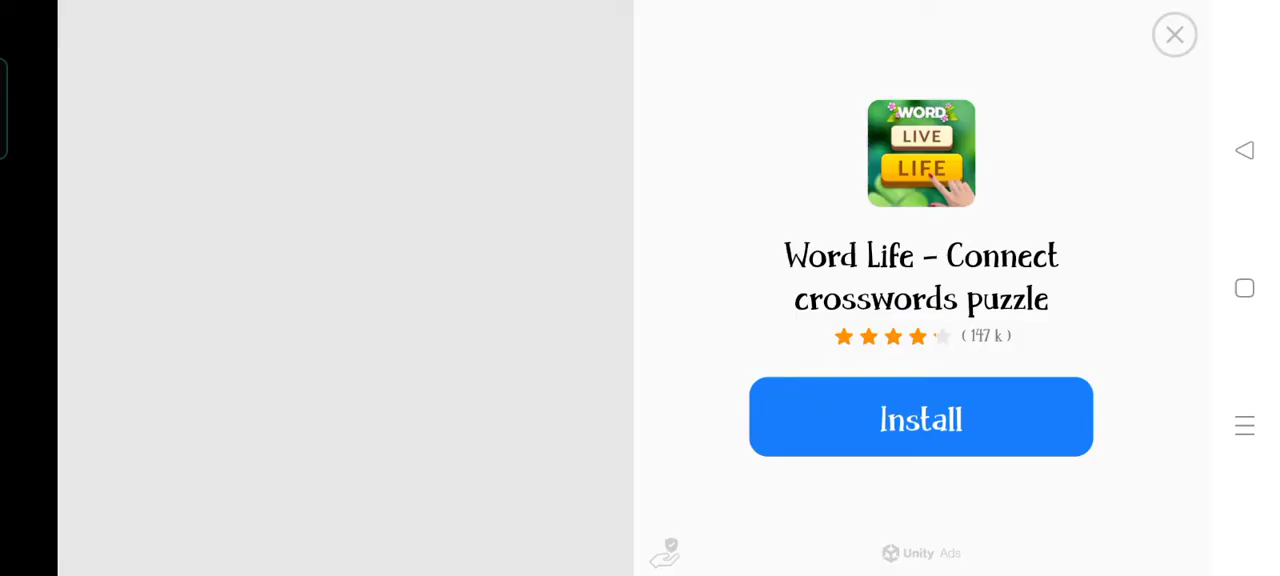 WORD
LIVE
LIFE
Word Life - Connect
crosswords puzzle
( 147 k )
Install
Unity Ads